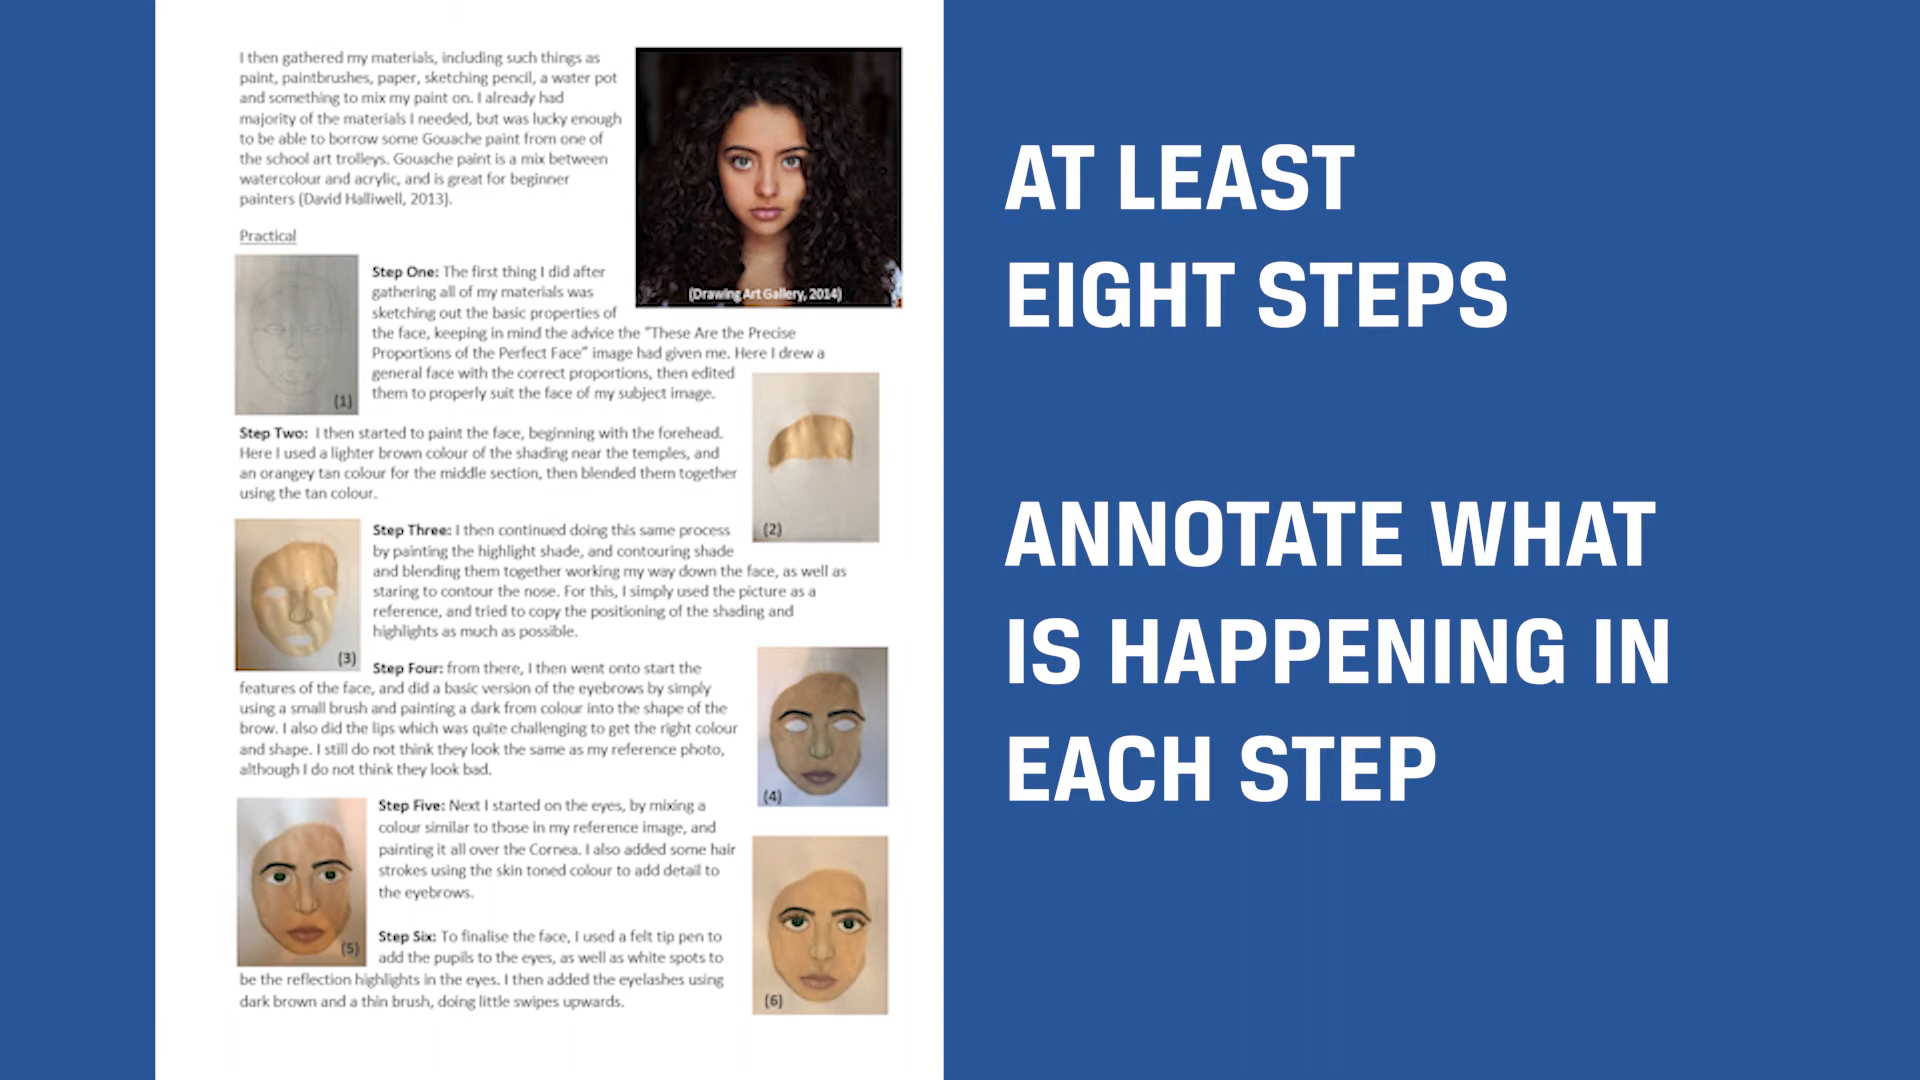 I then gathered my materials, including such things as
paint, paintbrushes, paper, sketching pencil, a water pot
and something to mix my paint on. I already had
majority of the materials I needed, but was lucky enough
to be able to borrow some Gouache paint from one of
the school art trolleys. Gouache paint is a mix between
watercolour and acrylic, and is great for beginner
painters (David Halliwell, 2013).
(Drawing Art Gallery, 2014)
Practical
(1)
Step One: The first thing I did after
gathering all of my materials was
sketching out the basic properties of
the face, keeping in mind the advice the "These Are the Precise
Proportions of the Perfect Face" image had given me. Here I drew a
general face with the correct proportions, then edited
them to properly suit the face of my subject image.
Step Two: I then started to paint the face, beginning with the forehead.
Here I used a lighter brown colour of the shading near the temples, and
an orangey tan colour for the middle section, then blended them together
using the tan colour.
(2)
Step Three: I then continued doing this same process
by painting the highlight shade, and contouring shade
and blending them together working my way down the face, as well as
staring to contour the nose. For this, I simply used the picture as a
reference, and tried to copy the positioning of the shading and
highlights as much as possible.
(3)
Step Four: from there, I then went onto start the
features of the face, and did a basic version of the eyebrows by simply
using a small brush and painting a dark from colour into the shape of the
brow. I also did the lips which was quite challenging to get the right colour
and shape. I still do not think they look the same as my reference photo,
although I do not think they look bad.
(4)
Step Five: Next I started on the eyes, by mixing a
colour similar to those in my reference image, and
painting it all over the Cornea. I also added some hair
strokes using the skin toned colour to add detail to
the eyebrows.
(5)
Step Six: To finalise the face, I used a felt tip pen to
add the pupils to the eyes, as well as white spots to
be the reflection highlights in the eyes. I then added the eyelashes using
dark brown and a thin brush, doing little swipes upwards.
(6)
AT LEAST
EIGHT STEPS
ANNOTATE WHAT
IS HAPPENING IN
EACH STEP